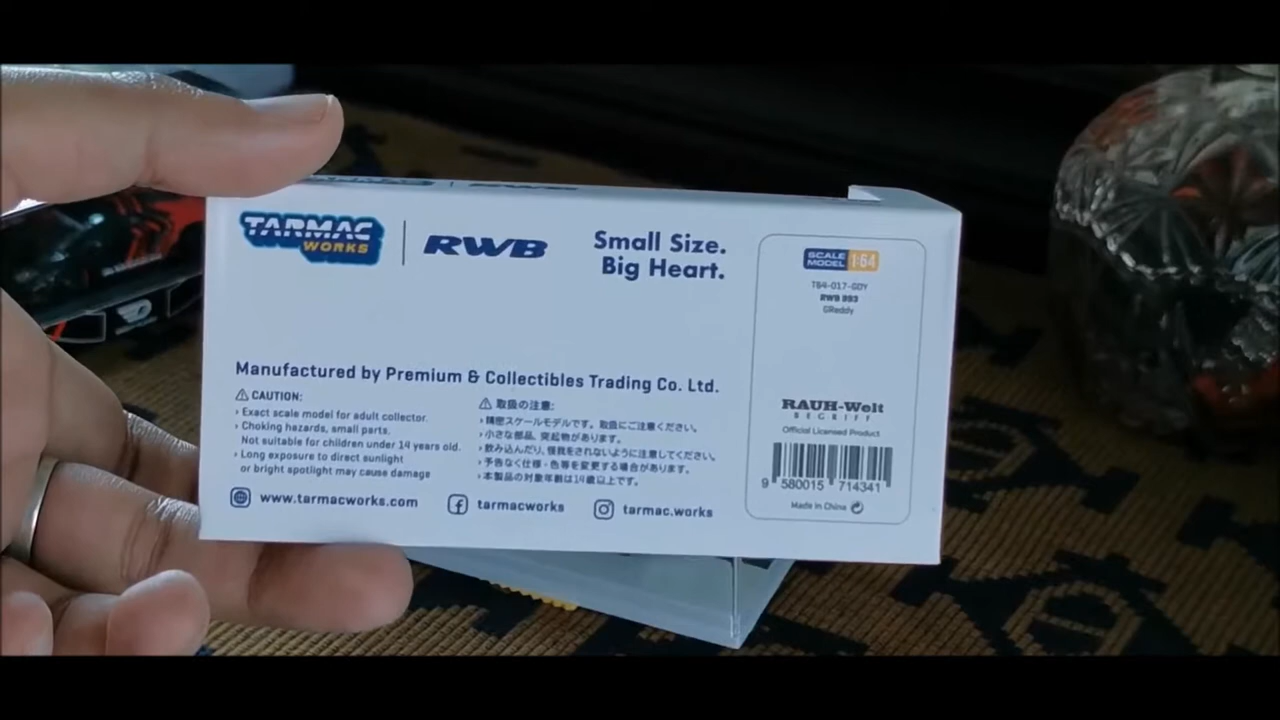 TARMAC
WORKS
RWB
Small Size.
Big Heart.
SCALE
MODEL 1:64
T64-017-GDY
RWB 993
GReddy
Manufactured by Premium & Collectibles Trading Co. Ltd.
CAUTION:
› Exact scale model for adult collector.
› Choking hazards, small parts.
Not suitable for children under 14 years old.
› Long exposure to direct sunlight
or bright spotlight may cause damage
取扱の注意:
› 精密スケールモデルです。取扱にご注意ください。
› 小さな部品、突起物があります。
› 飲み込んだり、怪我をされないように注意してください。
› 予告なく仕様・色等を変更する場合があります。
› 本製品の対象年齢は14歳以上です。
www.tarmacworks.com
tarmacworks
tarmac.works
RAUH-Welt
BEGRIFF
Official Licensed Product
9 580015 714341
Made in China